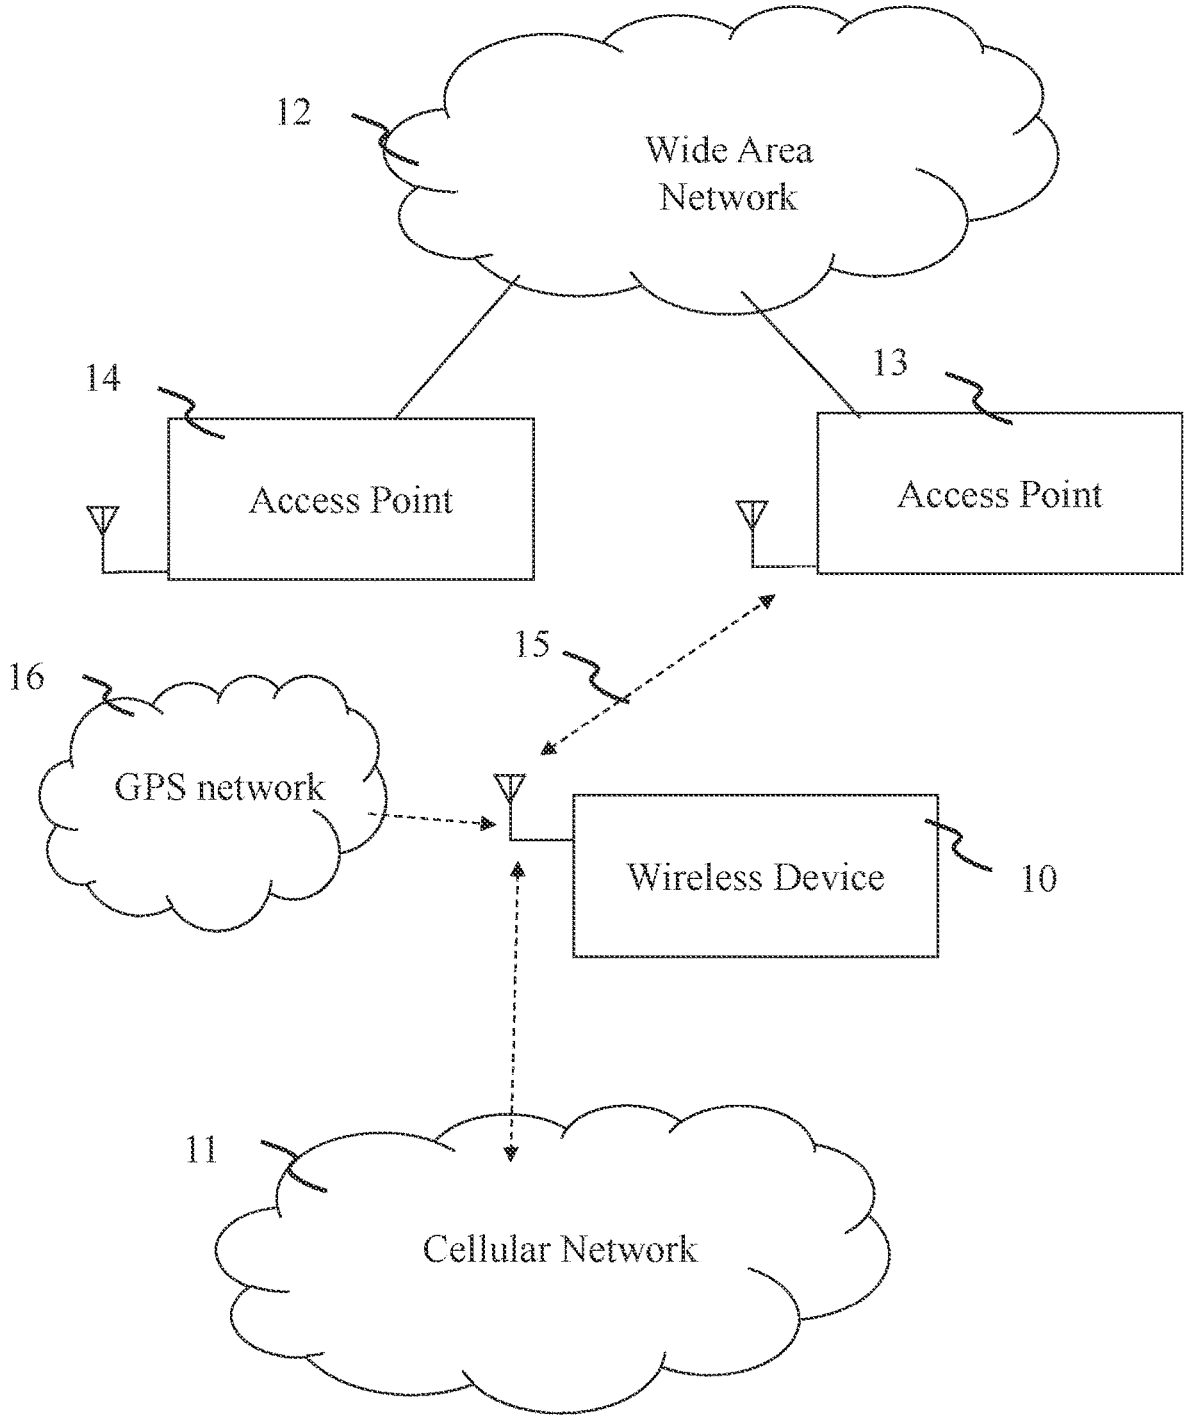 12
Wide Area
Network
14
13
Access Point
Access Point
15
16
GPS network
Wireless Device
10
11
Cellular Network